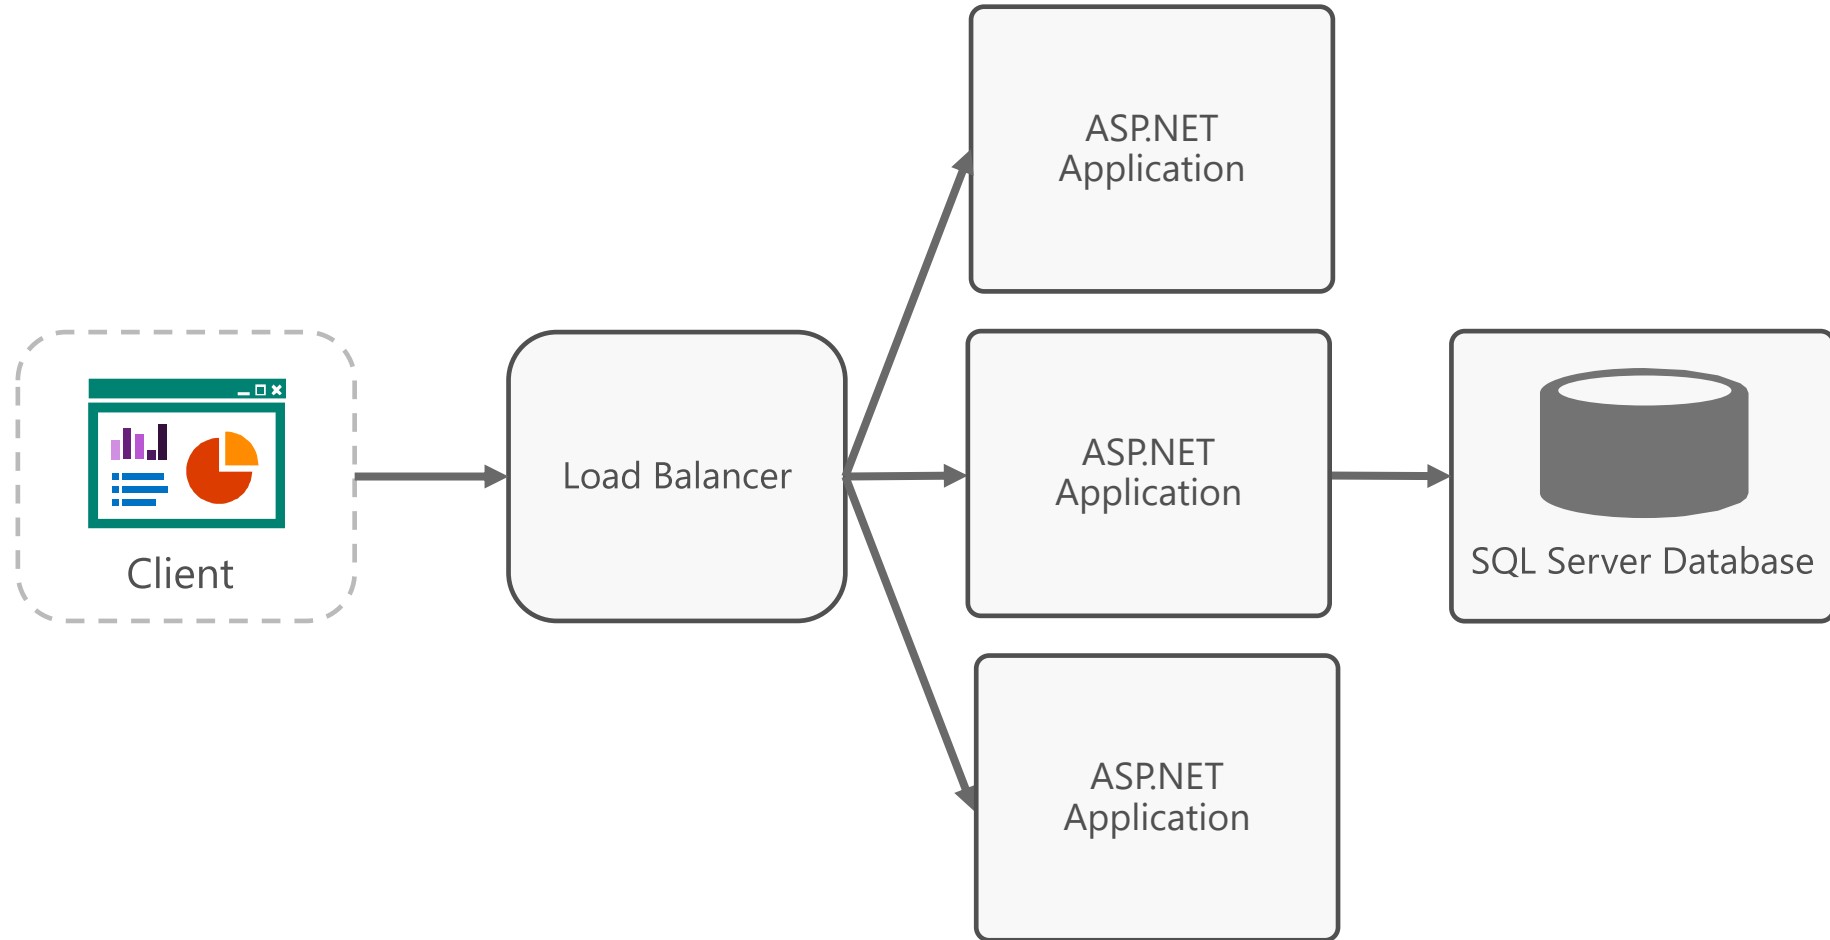 ASP.NET
Application
Client
Load Balancer
ASP.NET
Application
SQL Server Database
ASP.NET
Application